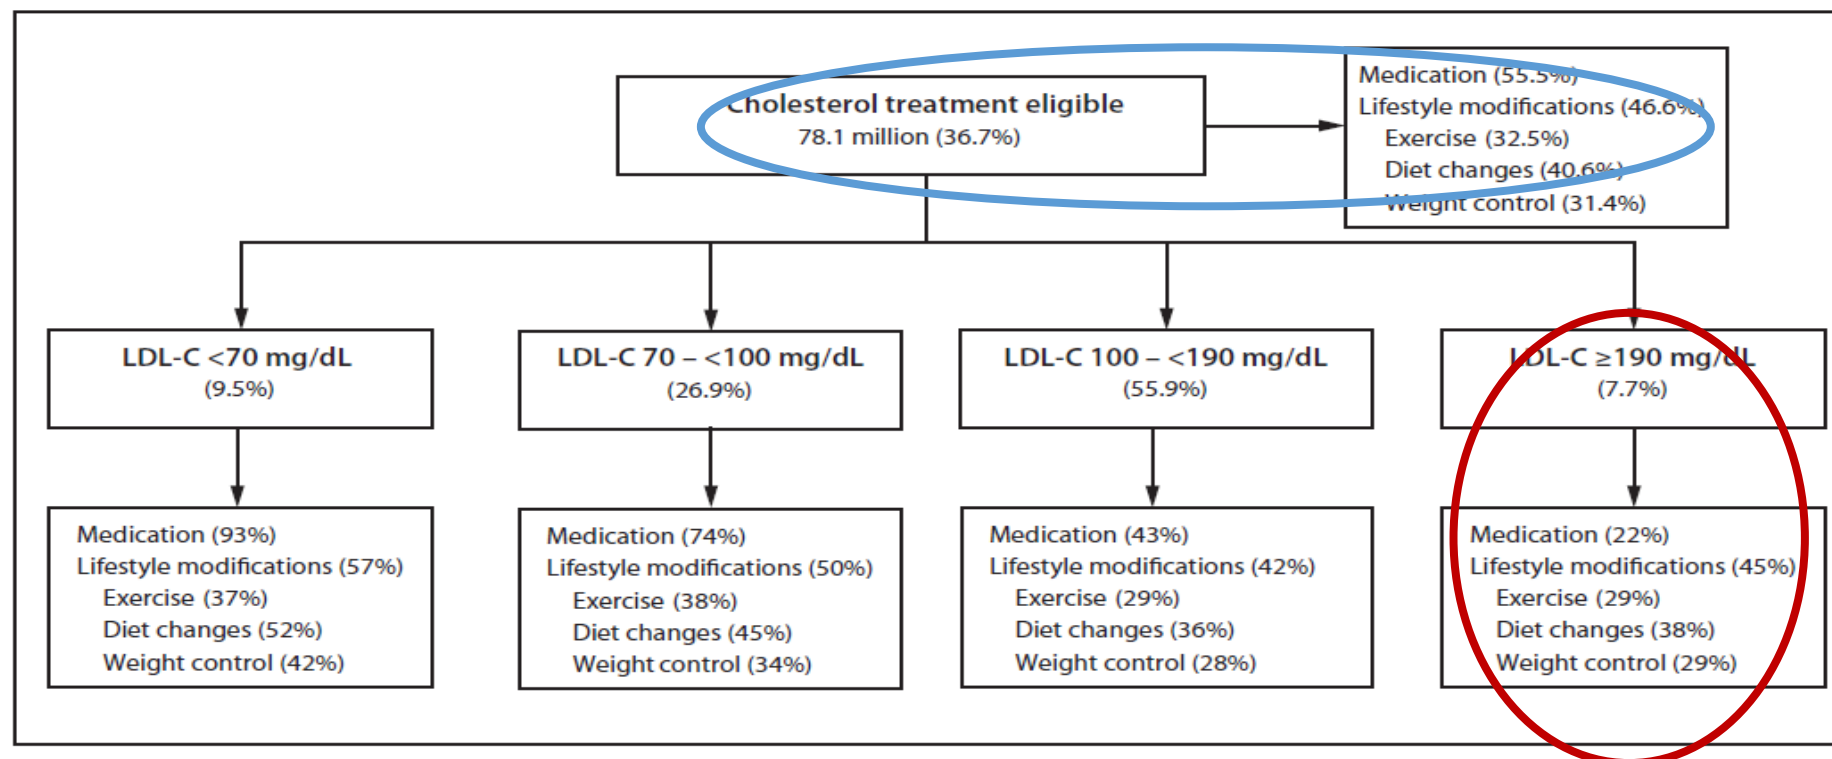 Cholesterol treatment eligible
78.1 million (36.7%)
Medication (55.5%)
Lifestyle modifications (46.6%)
Exercise (32.5%)
Diet changes (40.6%)
Weight control (31.4%)
LDL-C <70 mg/dL
(9.5%)
Medication (93%)
Lifestyle modifications (57%)
Exercise (37%)
Diet changes (52%)
Weight control (42%)
LDL-C 70 – <100 mg/dL
(26.9%)
Medication (74%)
Lifestyle modifications (50%)
Exercise (38%)
Diet changes (45%)
Weight control (34%)
LDL-C 100 – <190 mg/dL
(55.9%)
Medication (43%)
Lifestyle modifications (42%)
Exercise (29%)
Diet changes (36%)
Weight control (28%)
LDL-C ≥190 mg/dL
(7.7%)
Medication (22%)
Lifestyle modifications (45%)
Exercise (29%)
Diet changes (38%)
Weight control (29%)